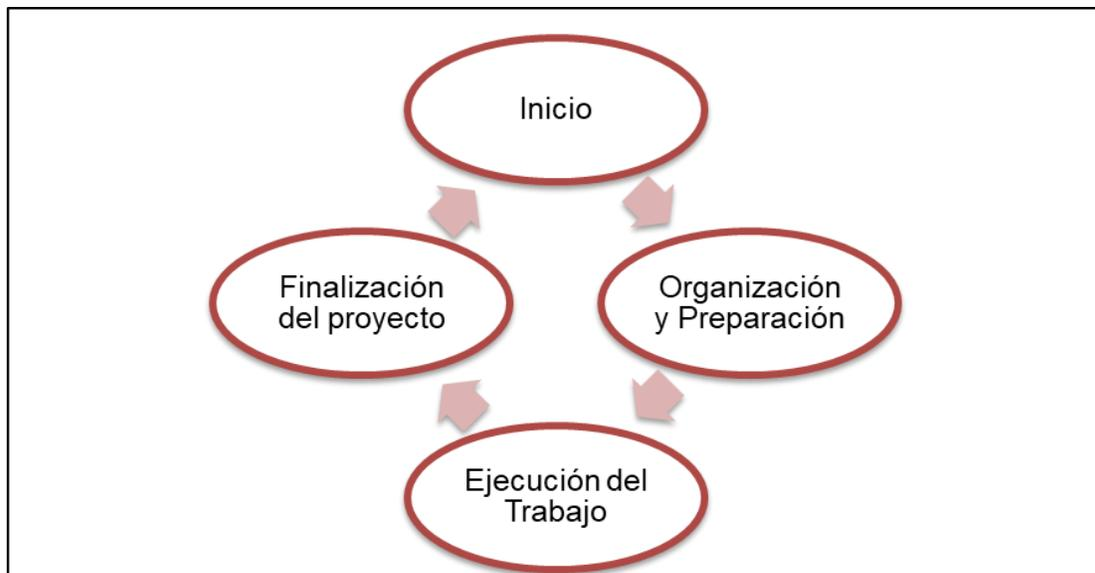 Inicio
Finalización
del proyecto
Organización
y Preparación
Ejecución del
Trabajo